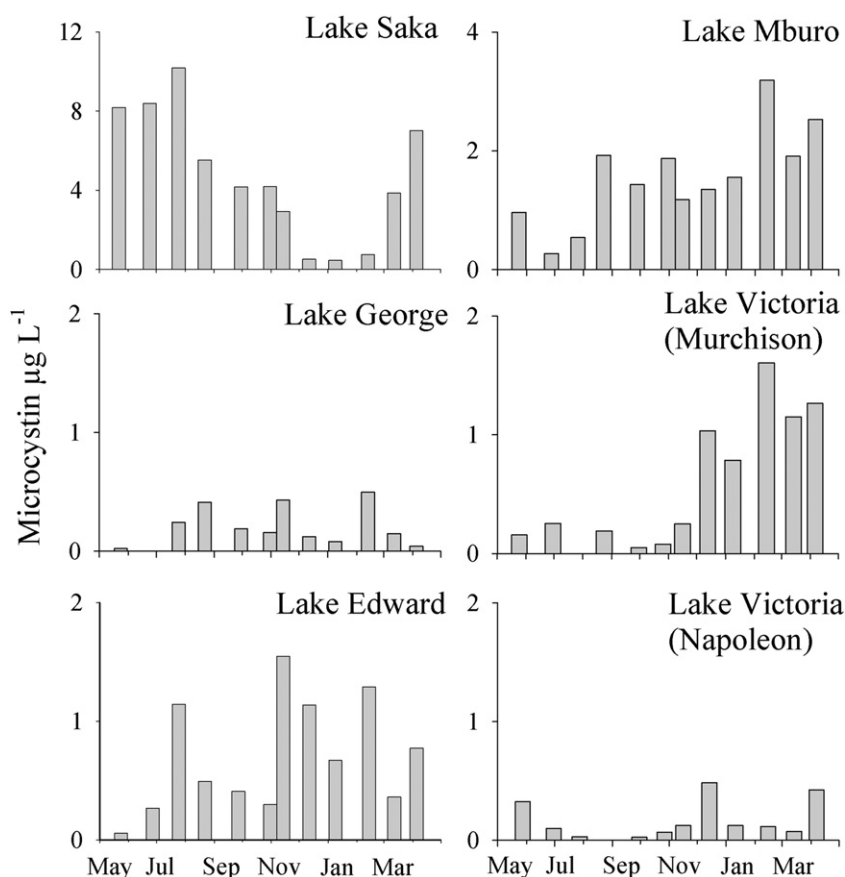 Lake Saka
12
8
4
0
Lake Mburo
4
2
0
Microcystin µg L⁻¹
Lake George
2
1
0
Lake Victoria
(Murchison)
2
1
0
Lake Edward
2
1
0
May Jul Sep Nov Jan Mar
Lake Victoria
(Napoleon)
2
1
0
May Jul Sep Nov Jan Mar